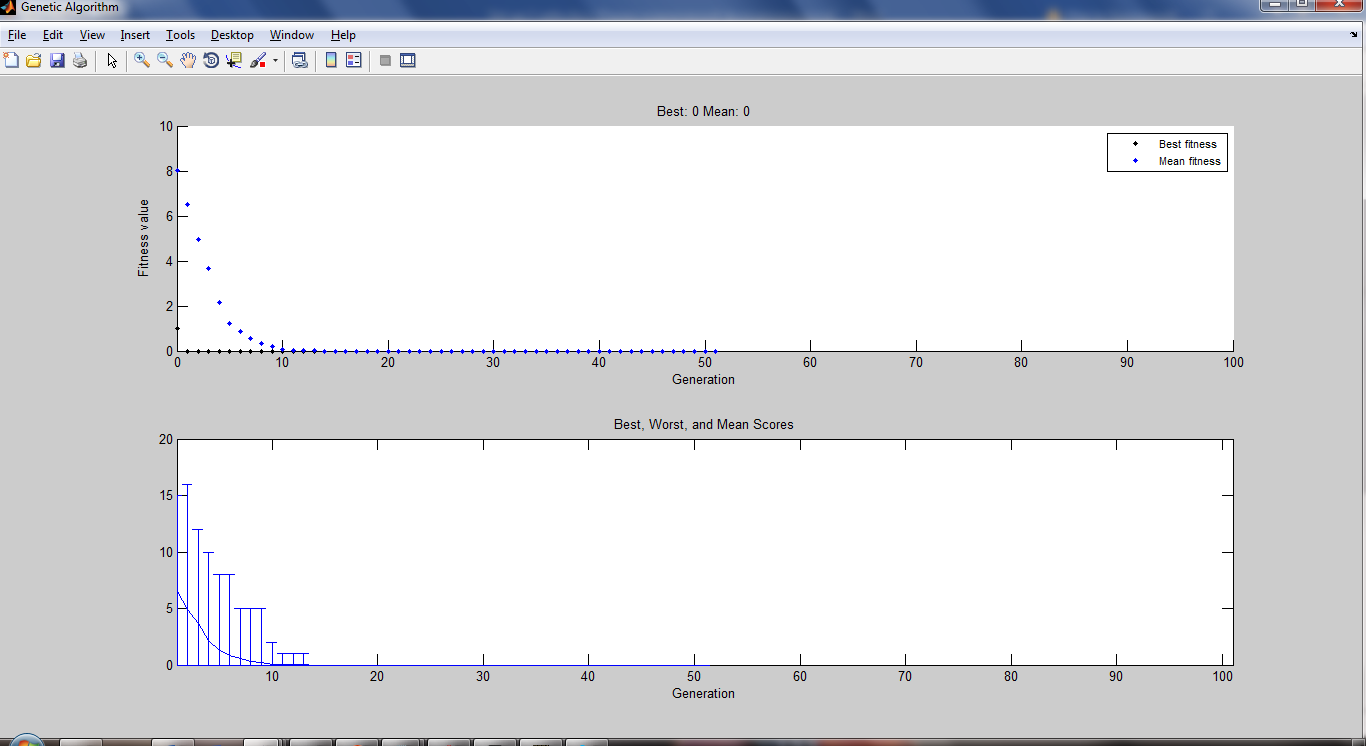 Genetic Algorithm
File Edit View Insert Tools Desktop Window Help
Best: 0 Mean: 0
10
8
6
4
2
0
Fitness value
Best fitness
Mean fitness
0 10 20 30 40 50 60 70 80 90 100
Generation
Best, Worst, and Mean Scores
20
15
10
5
0
10 20 30 40 50 60 70 80 90 100
Generation